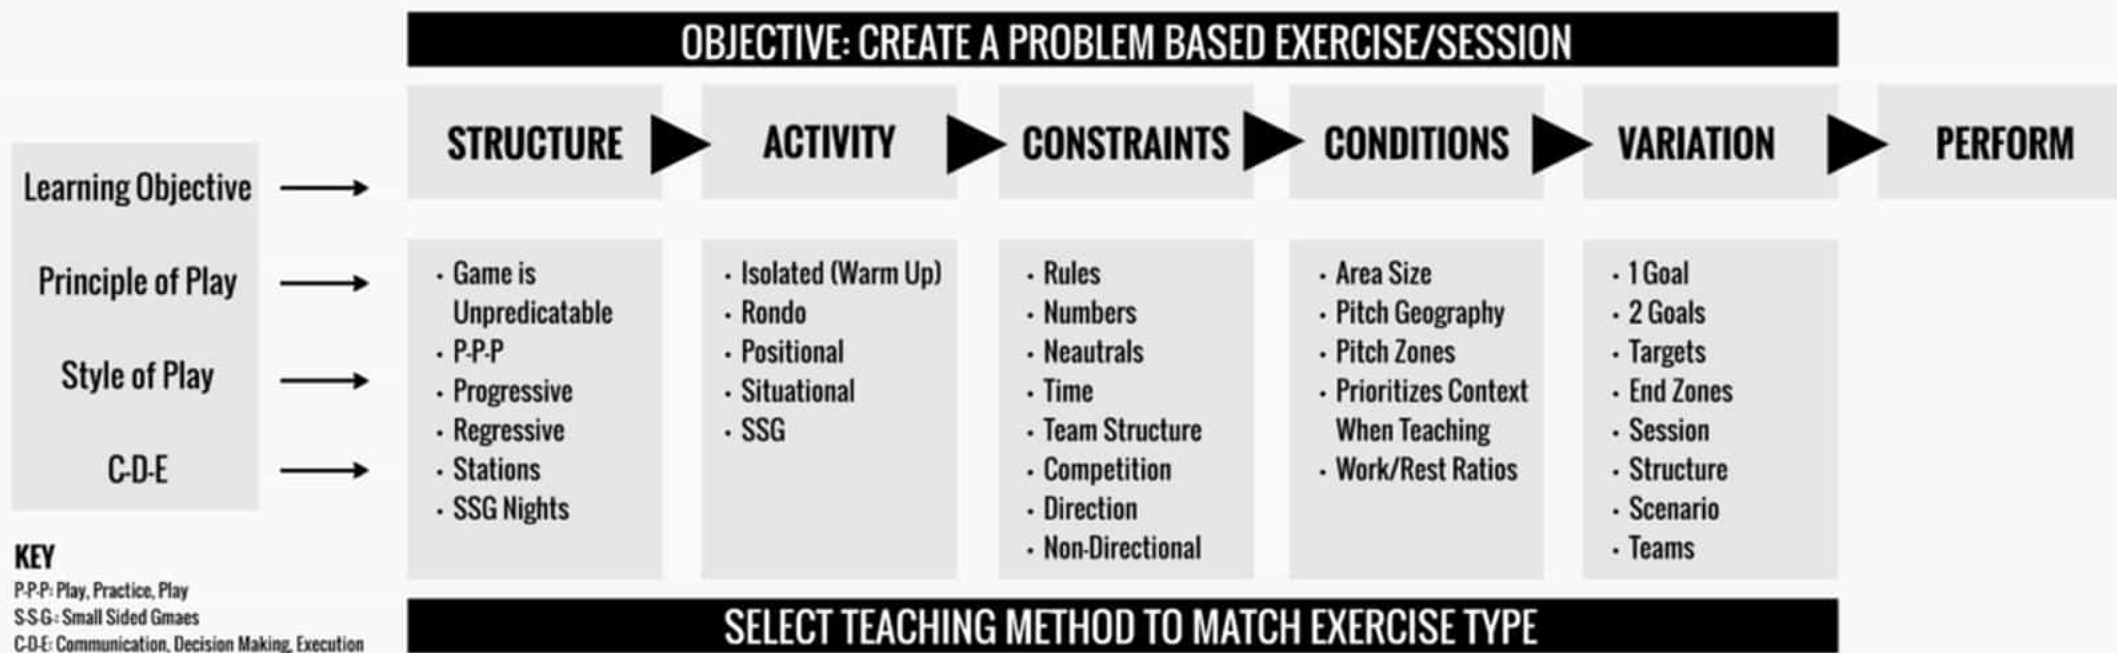 OBJECTIVE: CREATE A PROBLEM BASED EXERCISE/SESSION
STRUCTURE
ACTIVITY
CONSTRAINTS
CONDITIONS
VARIATION
PERFORM
Learning Objective
Principle of Play
Style of Play
C-D-E
· Game is
Unpredicatable
· P-P-P
· Progressive
· Regressive
· Stations
· SSG Nights
· Isolated (Warm Up)
· Rondo
· Positional
· Situational
· SSG
· Rules
· Numbers
· Neautrals
· Time
· Team Structure
· Competition
· Direction
· Non-Directional
· Area Size
· Pitch Geography
· Pitch Zones
· Prioritizes Context
When Teaching
· Work/Rest Ratios
· 1 Goal
· 2 Goals
· Targets
· End Zones
· Session
· Structure
· Scenario
· Teams
KEY
P-P-P: Play, Practice, Play
S-S-G: Small Sided Gmaes
C-D-E: Communication, Decision Making, Execution
SELECT TEACHING METHOD TO MATCH EXERCISE TYPE